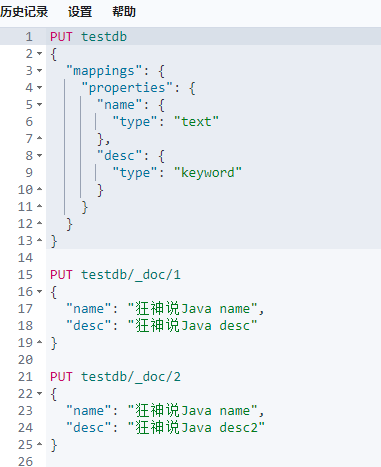 历史记录 设置 帮助
1 PUT testdb
2 {
3   "mappings": {
4     "properties": {
5       "name": {
6         "type": "text"
7       },
8       "desc": {
9         "type": "keyword"
10       }
11     }
12   }
13 }
14
15 PUT testdb/_doc/1
16 {
17   "name": "狂神说Java name",
18   "desc": "狂神说Java desc"
19 }
20
21 PUT testdb/_doc/2
22 {
23   "name": "狂神说Java name",
24   "desc": "狂神说Java desc2"
25 }
26